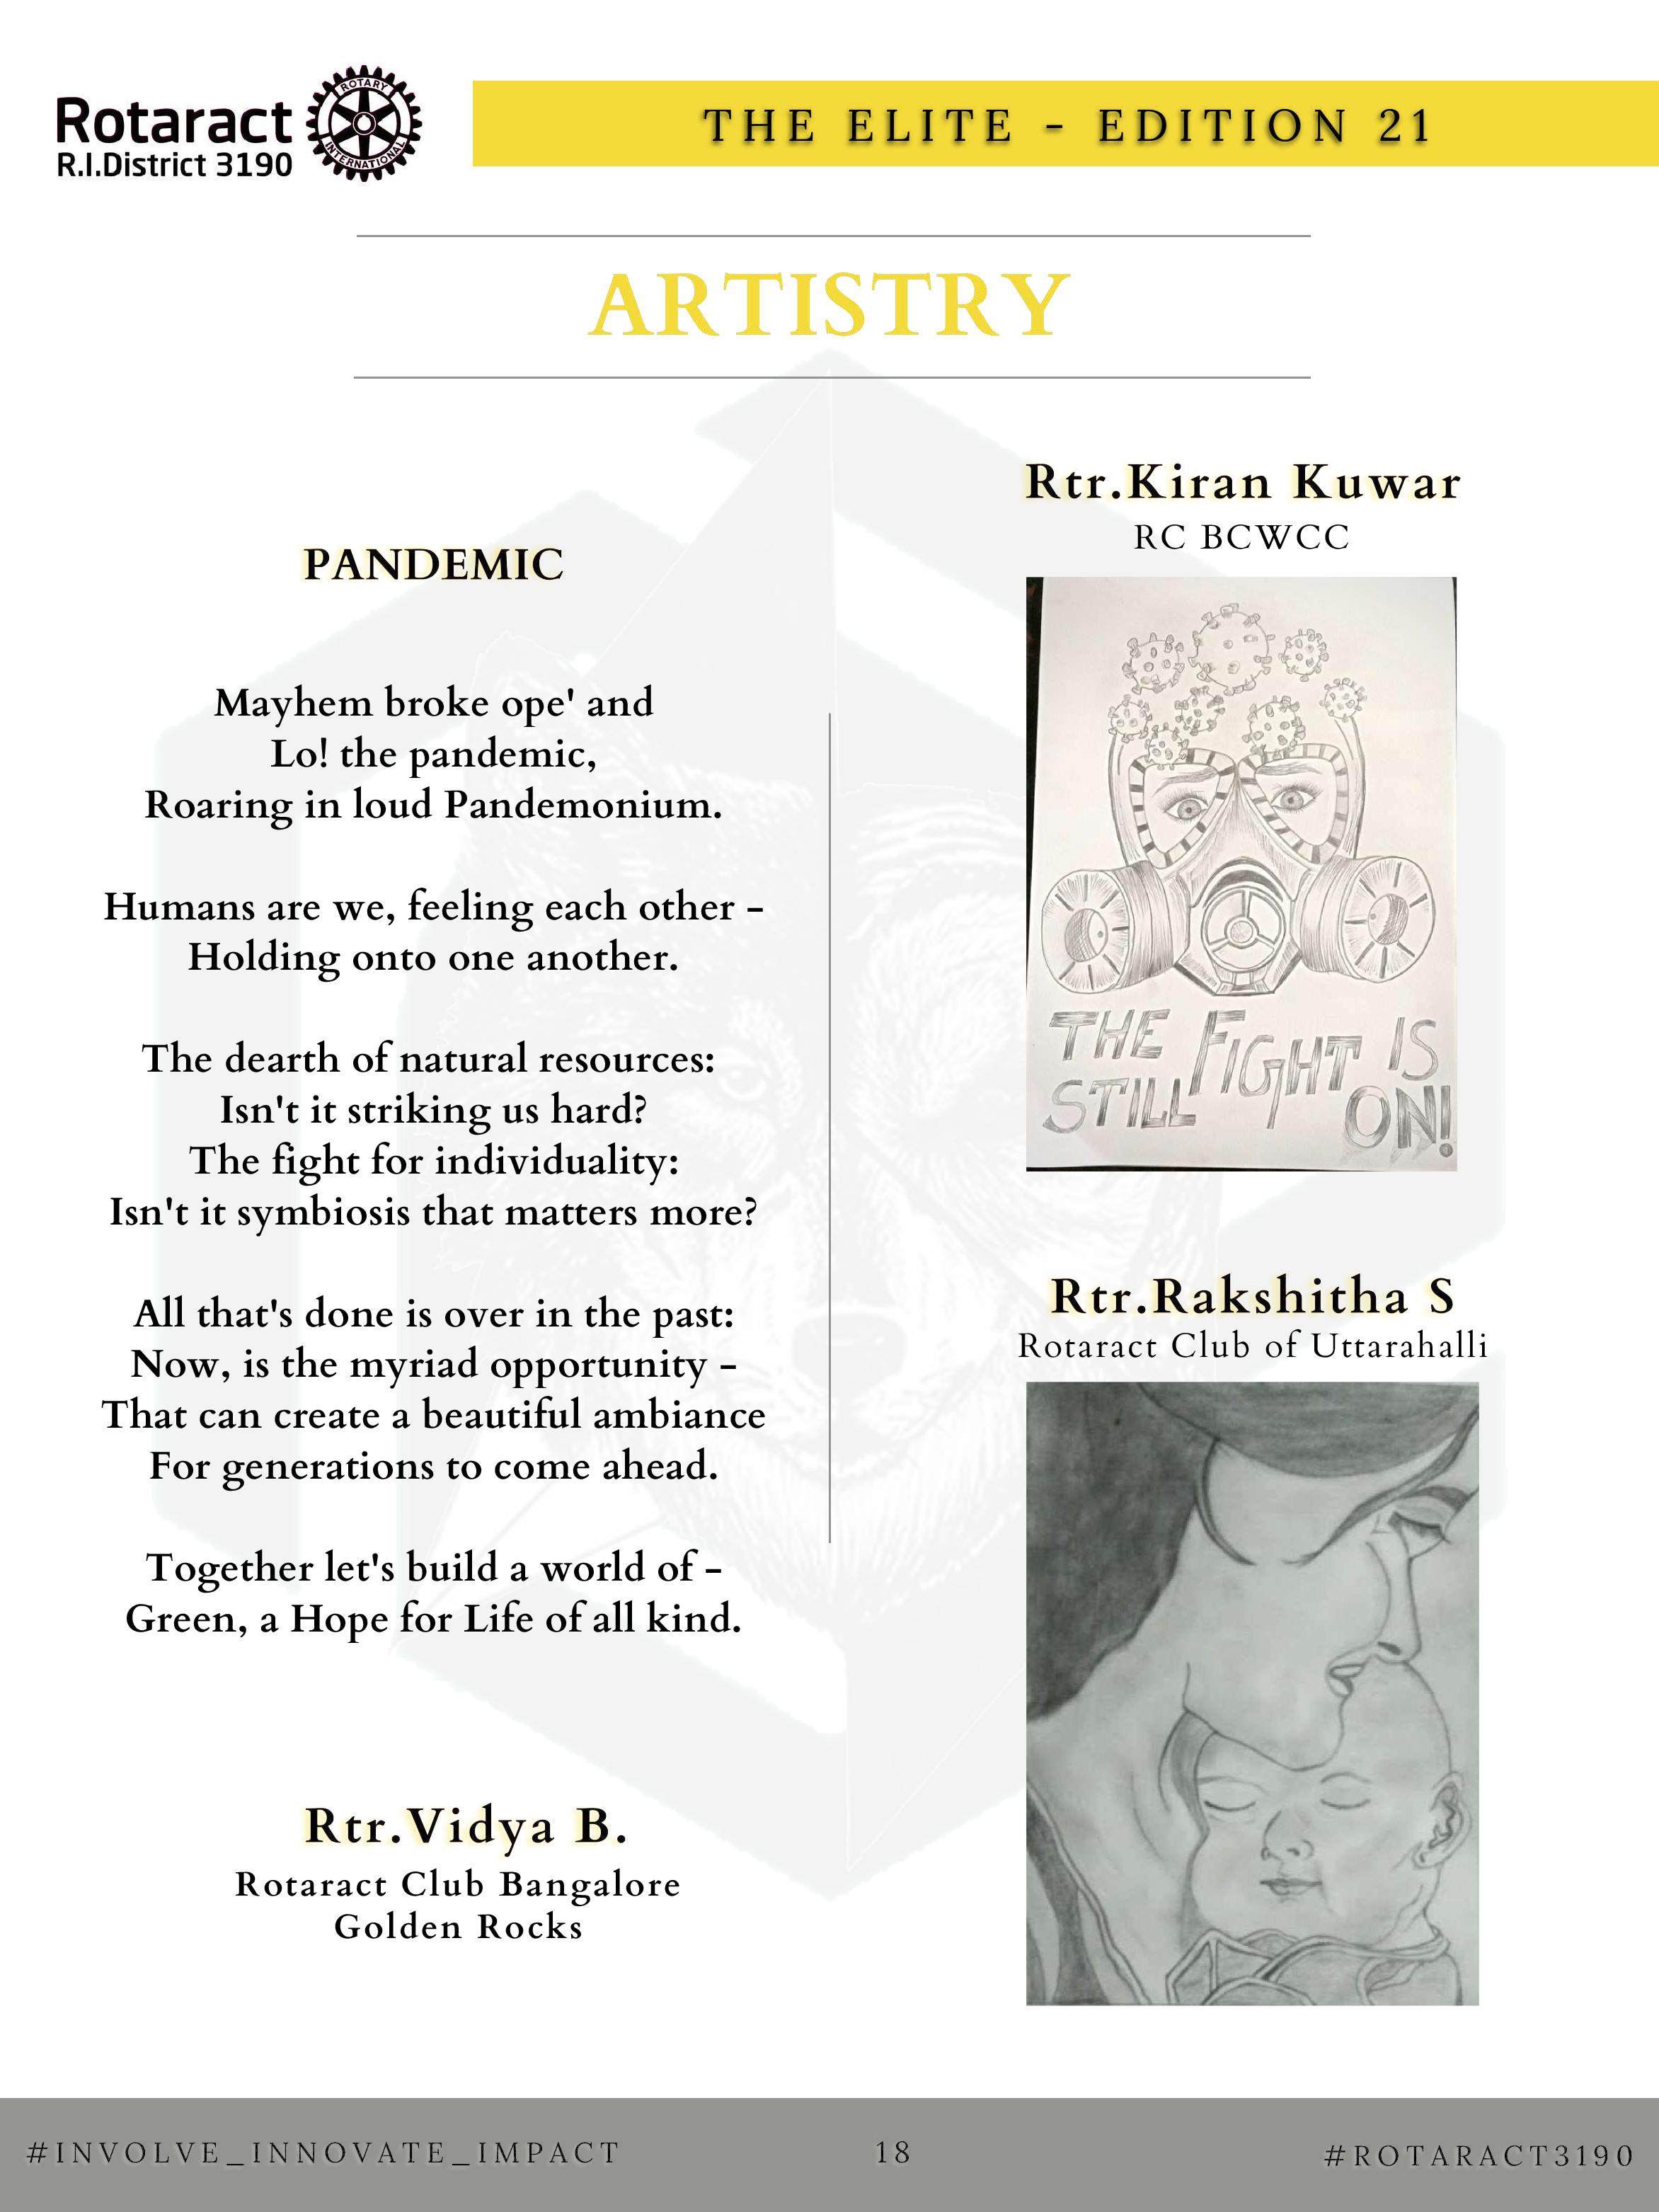 Rotaract
R.I.District 3190
ROTARY
INTERNATIONAL
THE ELITE - EDITION 21
ARTISTRY
PANDEMIC
Mayhem broke ope' and
Lo! the pandemic,
Roaring in loud Pandemonium.
Humans are we, feeling each other -
Holding onto one another.
The dearth of natural resources:
Isn't it striking us hard?
The fight for individuality:
Isn't it symbiosis that matters more?
All that's done is over in the past:
Now, is the myriad opportunity -
That can create a beautiful ambiance
For generations to come ahead.
Together let's build a world of -
Green, a Hope for Life of all kind.
Rtr.Vidya B.
Rotaract Club Bangalore
Golden Rocks
Rtr.Kiran Kuwar
RC BCWCC
THE FIGHT IS
STILL ON!
Rtr.Rakshitha S
Rotaract Club of Uttarahalli
#INVOLVE_INNOVATE_IMPACT
18
#ROTARACT3190